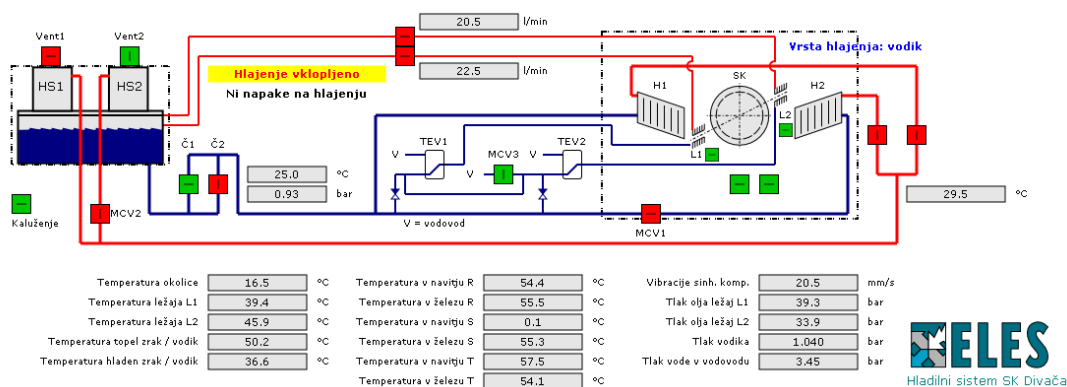 20.5 l/min
Vent1 Vent2
Vrsta hlajenja: vodik
22.5 l/min
Hlajenje vklopljeno
SK
HS1 HS2 H1 H2
Ni napake na hlajenju
L2
TEV1 TEV2
Č1 Č2 V MCV3 V L1
25.0 °C V
0.93 bar 29.5 °C
MCV2
Kaluženje V = vodovod
MCV1
Temperatura okolice 16.5 °C Temperatura v navitju R 54.4 °C Vibracije sinh. komp. 20.5 mm/s
Temperatura ležaja L1 39.4 °C Temperatura v železu R 55.5 °C Tlak olja ležaj L1 39.3 bar
Temperatura ležaja L2 45.9 °C Temperatura v navitju S 0.1 °C Tlak olja ležaj L2 33.9 bar
Temperatura topel zrak / vodik 50.2 °C Temperatura v železu S 55.3 °C Tlak vodika 1.040 bar
Temperatura hladen zrak / vodik 36.6 °C Temperatura v navitju T 57.5 °C Tlak vode v vodovodu 3.45 bar
Temperatura v železu T 54.1 °C
ELES
Hladilni sistem SK Divača